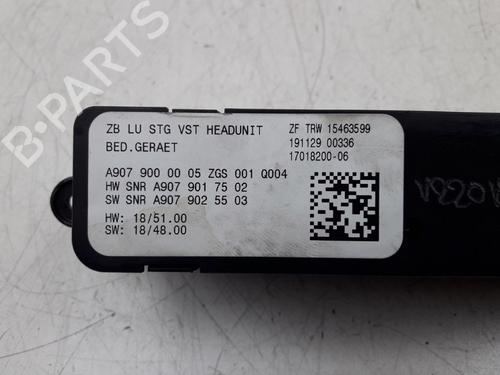 ZB LU STG VST HEADUNIT
BED.GERAET
A907 900 00 05 ZGS 001 Q004
HW SNR A907 901 75 02
SW SNR A907 902 55 03
HW: 18/51.00
SW: 18/48.00
ZF TRW 15463599
191129 00336
17018200-06
B-PARTS